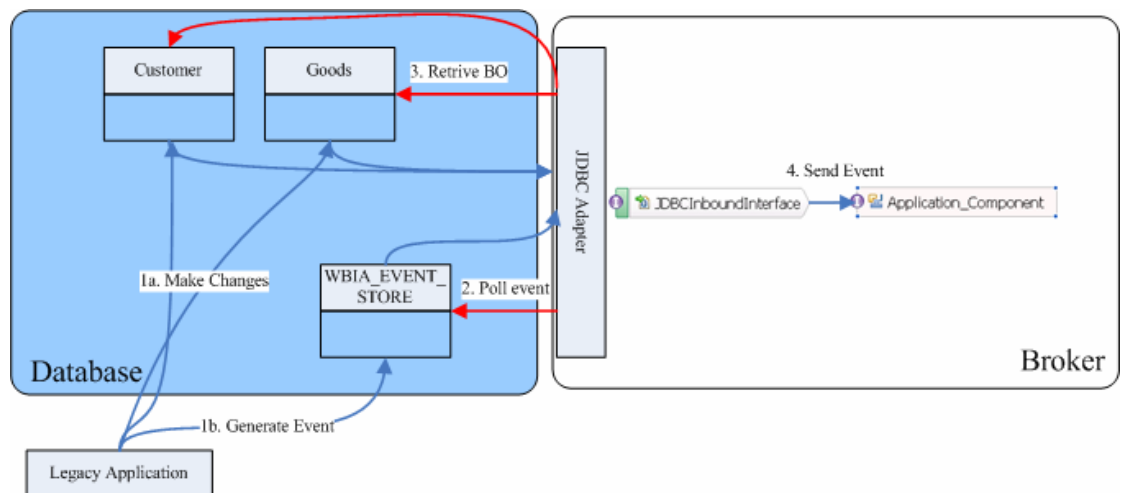 Customer
Goods
3. Retrive BO
JDBC Adapter
4. Send Event
JDBCInboundInterface
Application_Component
1a. Make Changes
WBIA_EVENT_
STORE
2. Poll event
Database
Broker
1b. Generate Event
Legacy Application